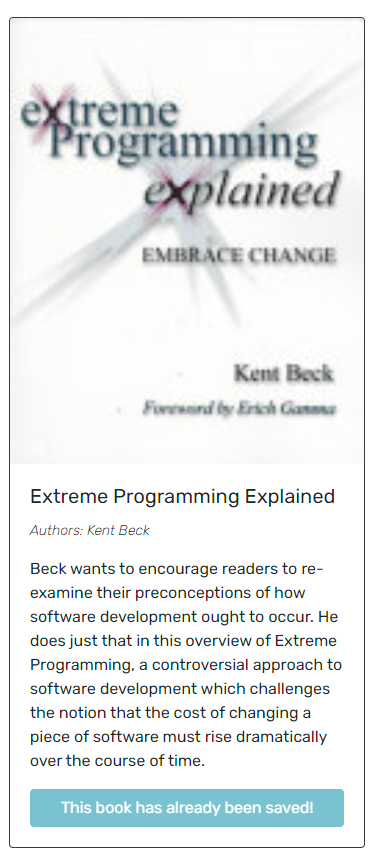 extreme
Programming
explained
EMBRACE CHANGE
Kent Beck
Foreword by Erich Gamma
Extreme Programming Explained
Authors: Kent Beck
Beck wants to encourage readers to re-
examine their preconceptions of how
software development ought to occur. He
does just that in this overview of Extreme
Programming, a controversial approach to
software development which challenges
the notion that the cost of changing a
piece of software must rise dramatically
over the course of time.
This book has already been saved!